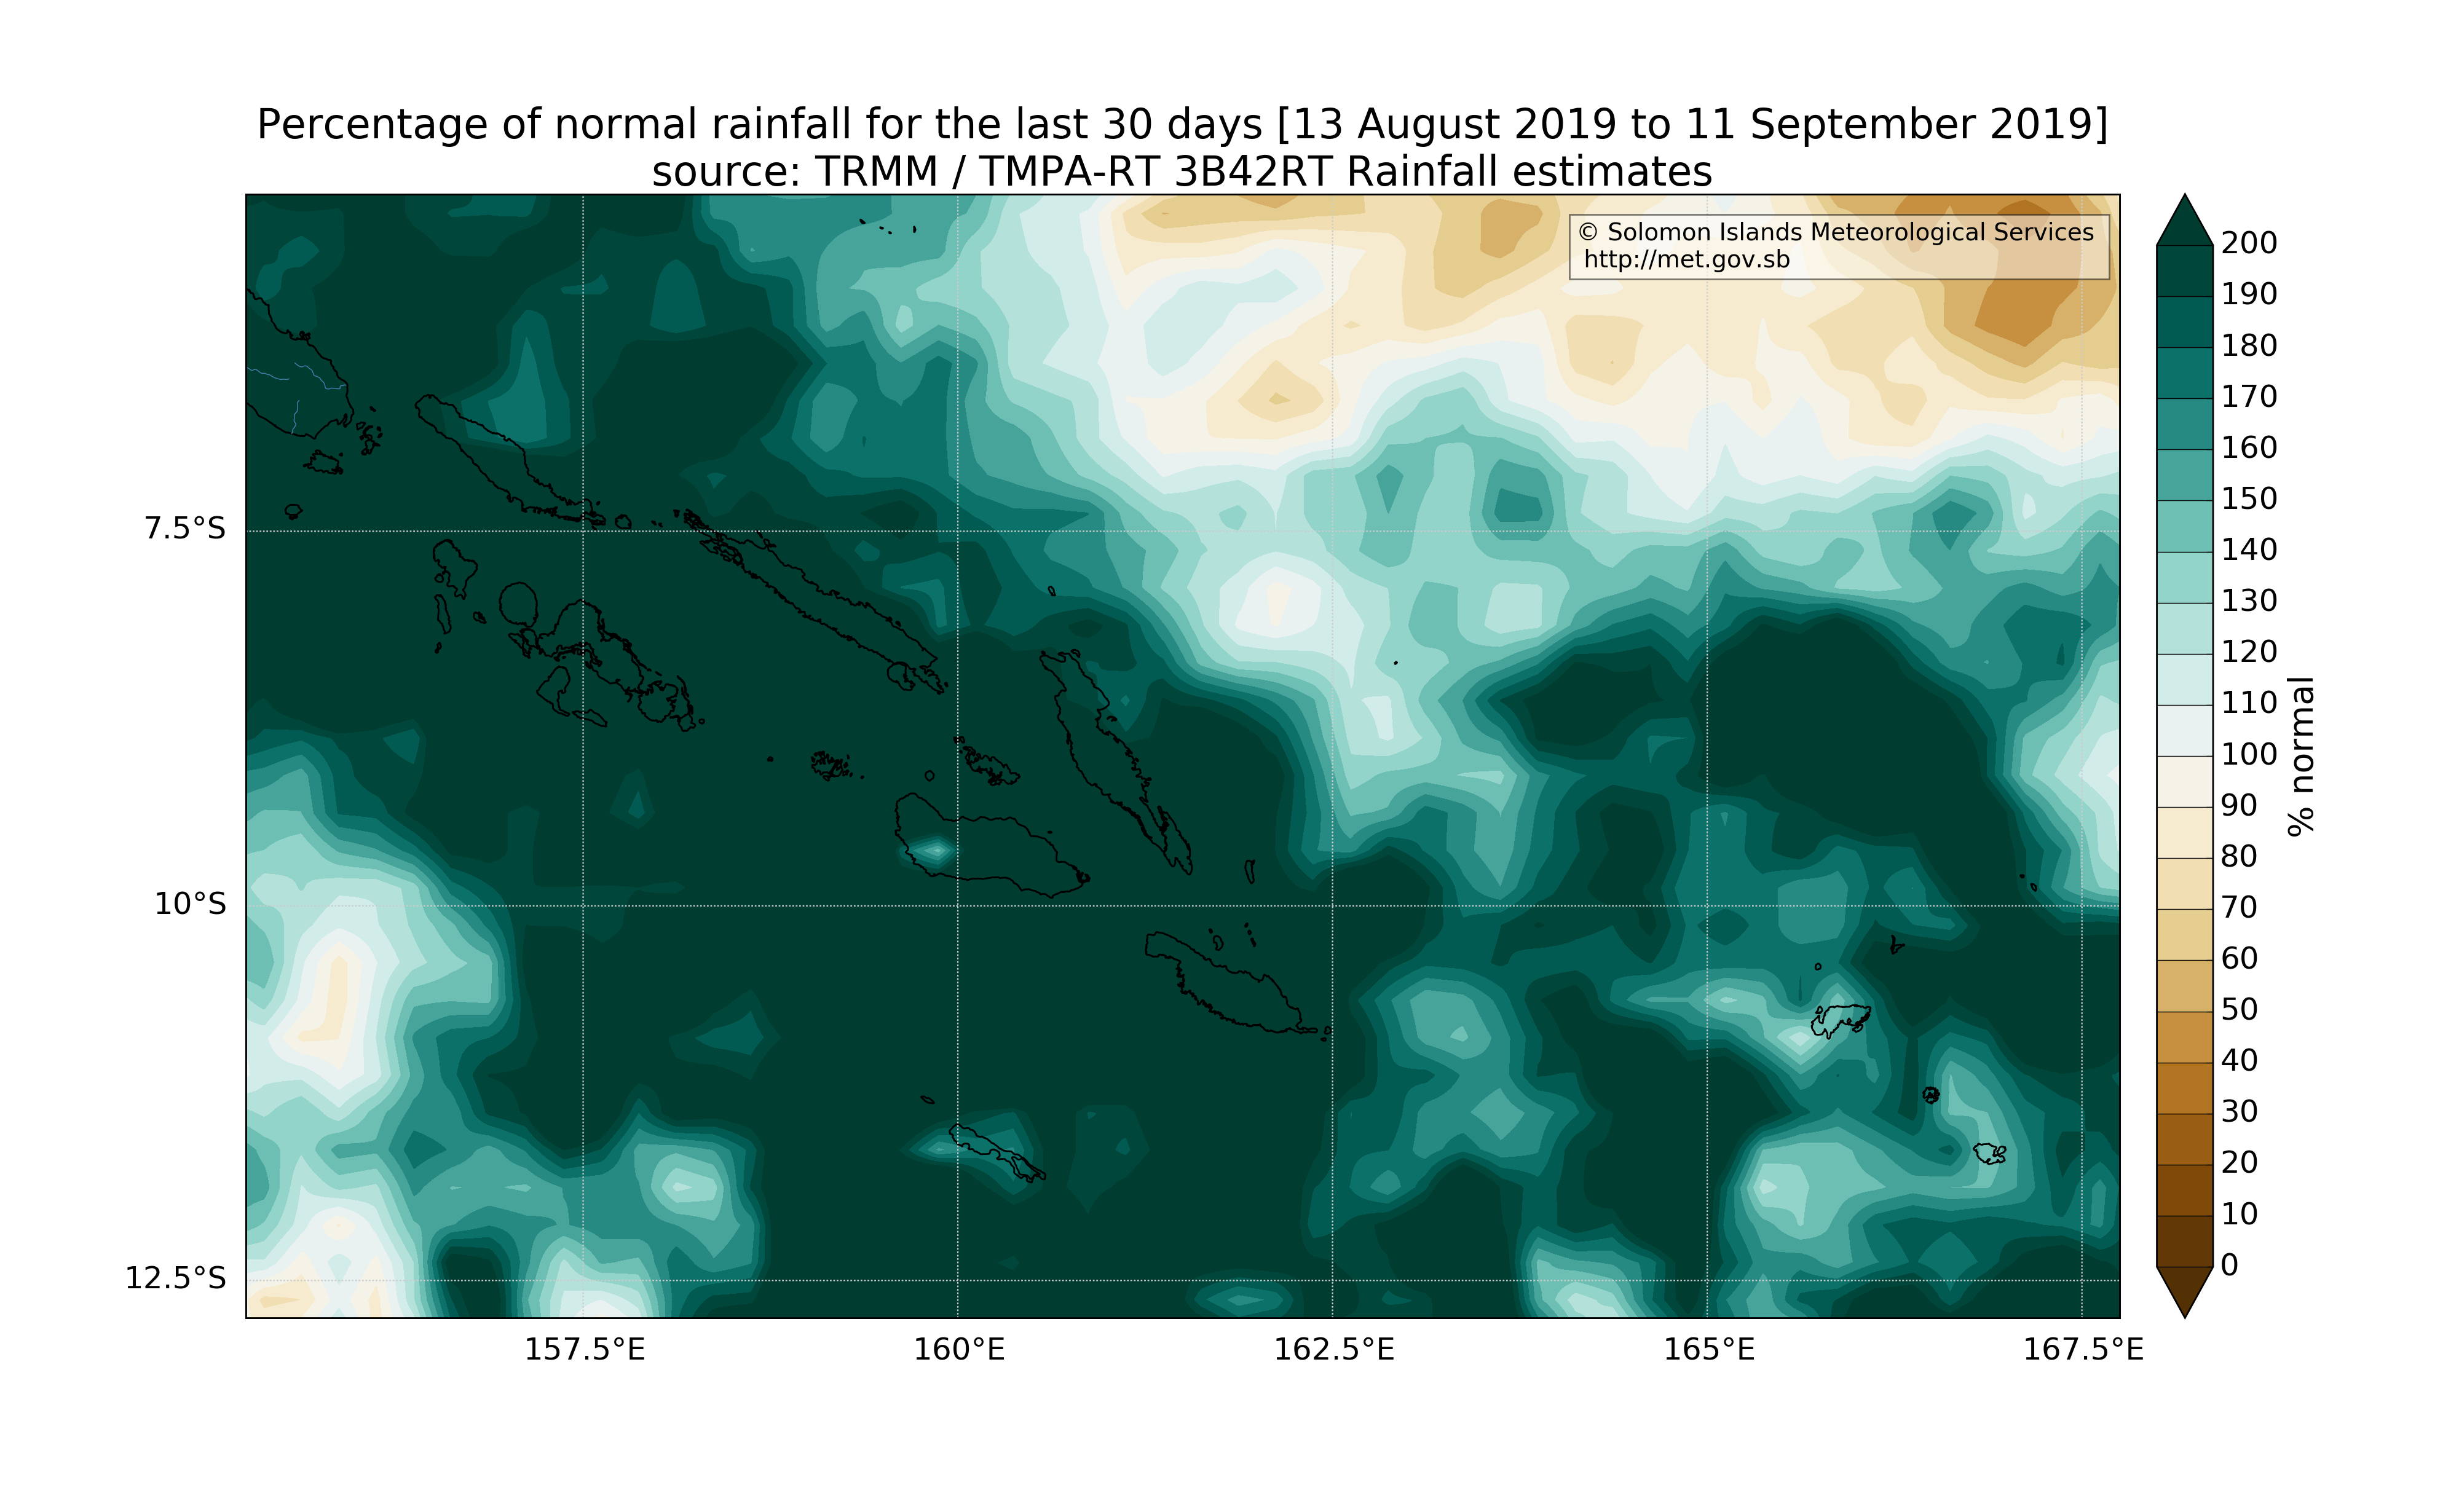 Percentage of normal rainfall for the last 30 days [13 August 2019 to 11 September 2019]
source: TRMM / TMPA-RT 3B42RT Rainfall estimates
© Solomon Islands Meteorological Services
http://met.gov.sb
7.5°S
10°S
12.5°S
157.5°E
160°E
162.5°E
165°E
167.5°E
200
190
180
170
160
150
140
130
120
110
100
90
80
70
60
50
40
30
20
10
0
% normal